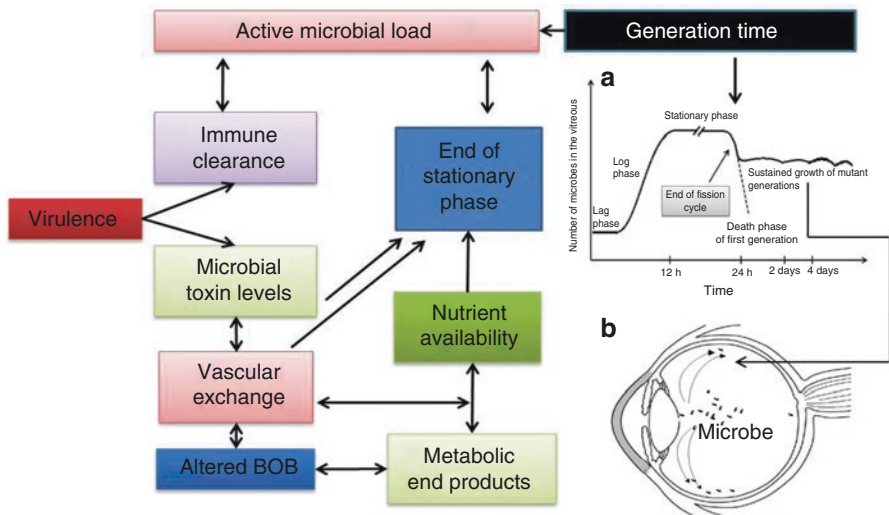 Active microbial load
Generation time
Immune
clearance
End of
stationary
phase
Virulence
Microbial
toxin levels
Nutrient
availability
Vascular
exchange
Altered BOB
Metabolic
end products
a
Number of microbes in the vitreous
Stationary phase
Log
phase
Lag
phase
End of fission
cycle
Sustained growth of mutant
generations
Death phase
of first generation
12 h
24 h
2 days
4 days
Time
b
Microbe